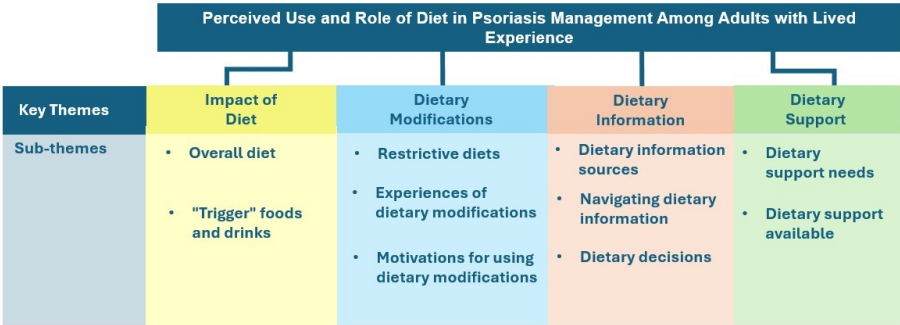 Perceived Use and Role of Diet in Psoriasis Management Among Adults with Lived
Experience
Key Themes
Impact of
Diet
Dietary
Modifications
Dietary
Information
Dietary
Support
Sub-themes
• Overall diet
• "Trigger" foods
and drinks
• Restrictive diets
• Experiences of
dietary modifications
• Motivations for using
dietary modifications
• Dietary information
sources
• Navigating dietary
information
• Dietary decisions
• Dietary
support needs
• Dietary support
available